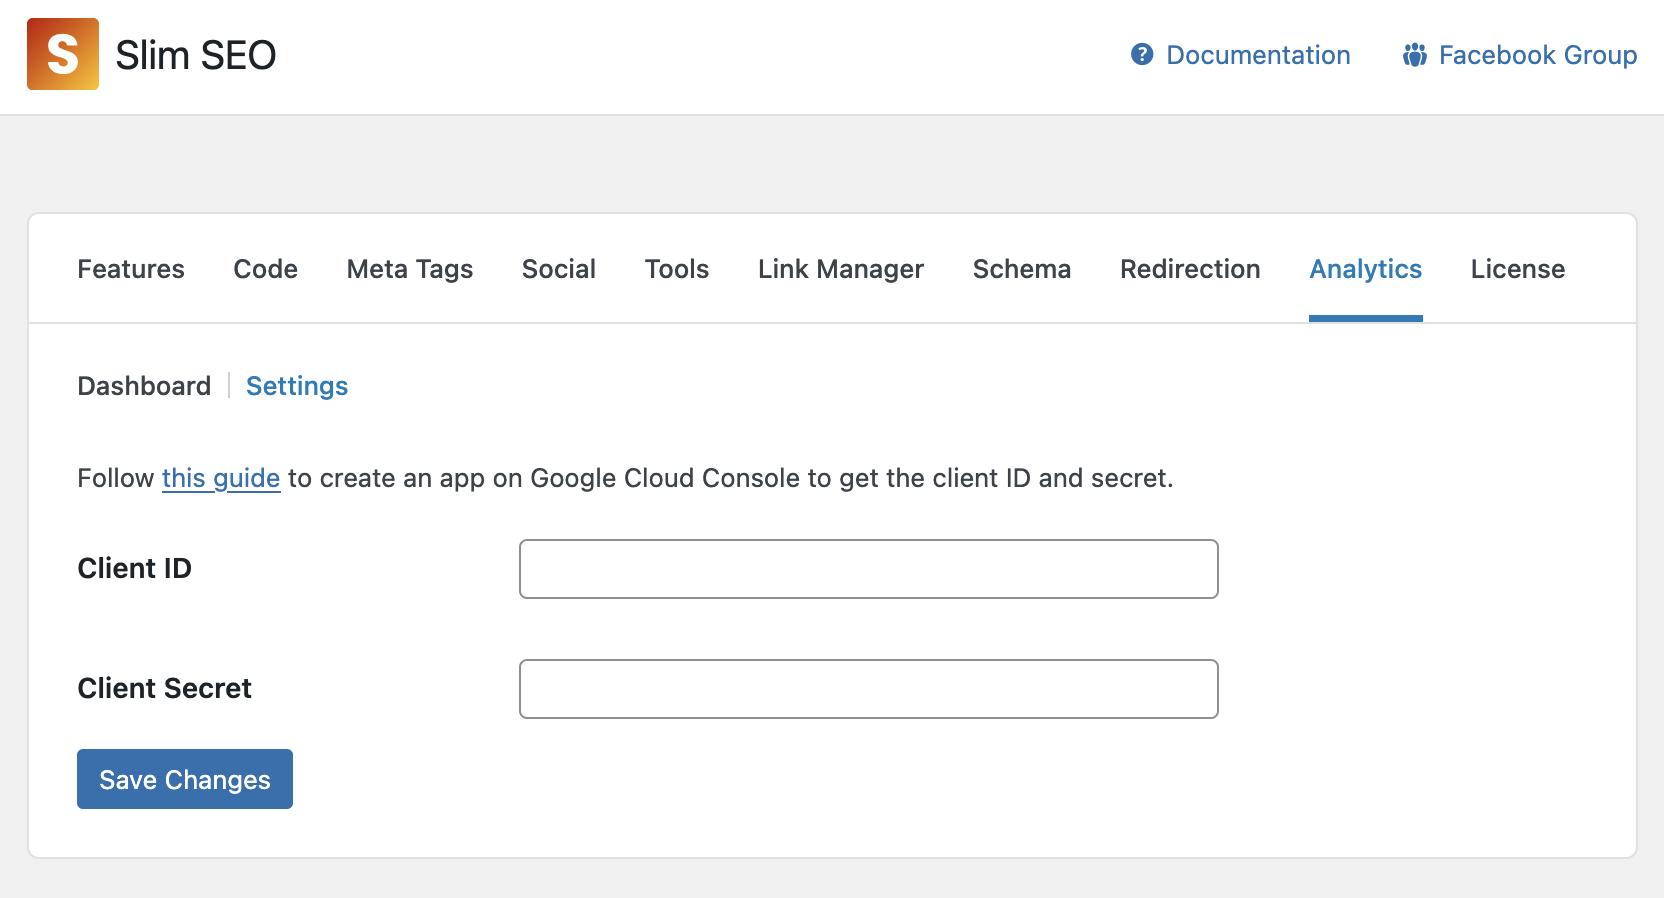 S Slim SEO
Documentation Facebook Group
Features Code Meta Tags Social Tools Link Manager Schema Redirection Analytics License
Dashboard Settings
Follow this guide to create an app on Google Cloud Console to get the client ID and secret.
Client ID
Client Secret
Save Changes